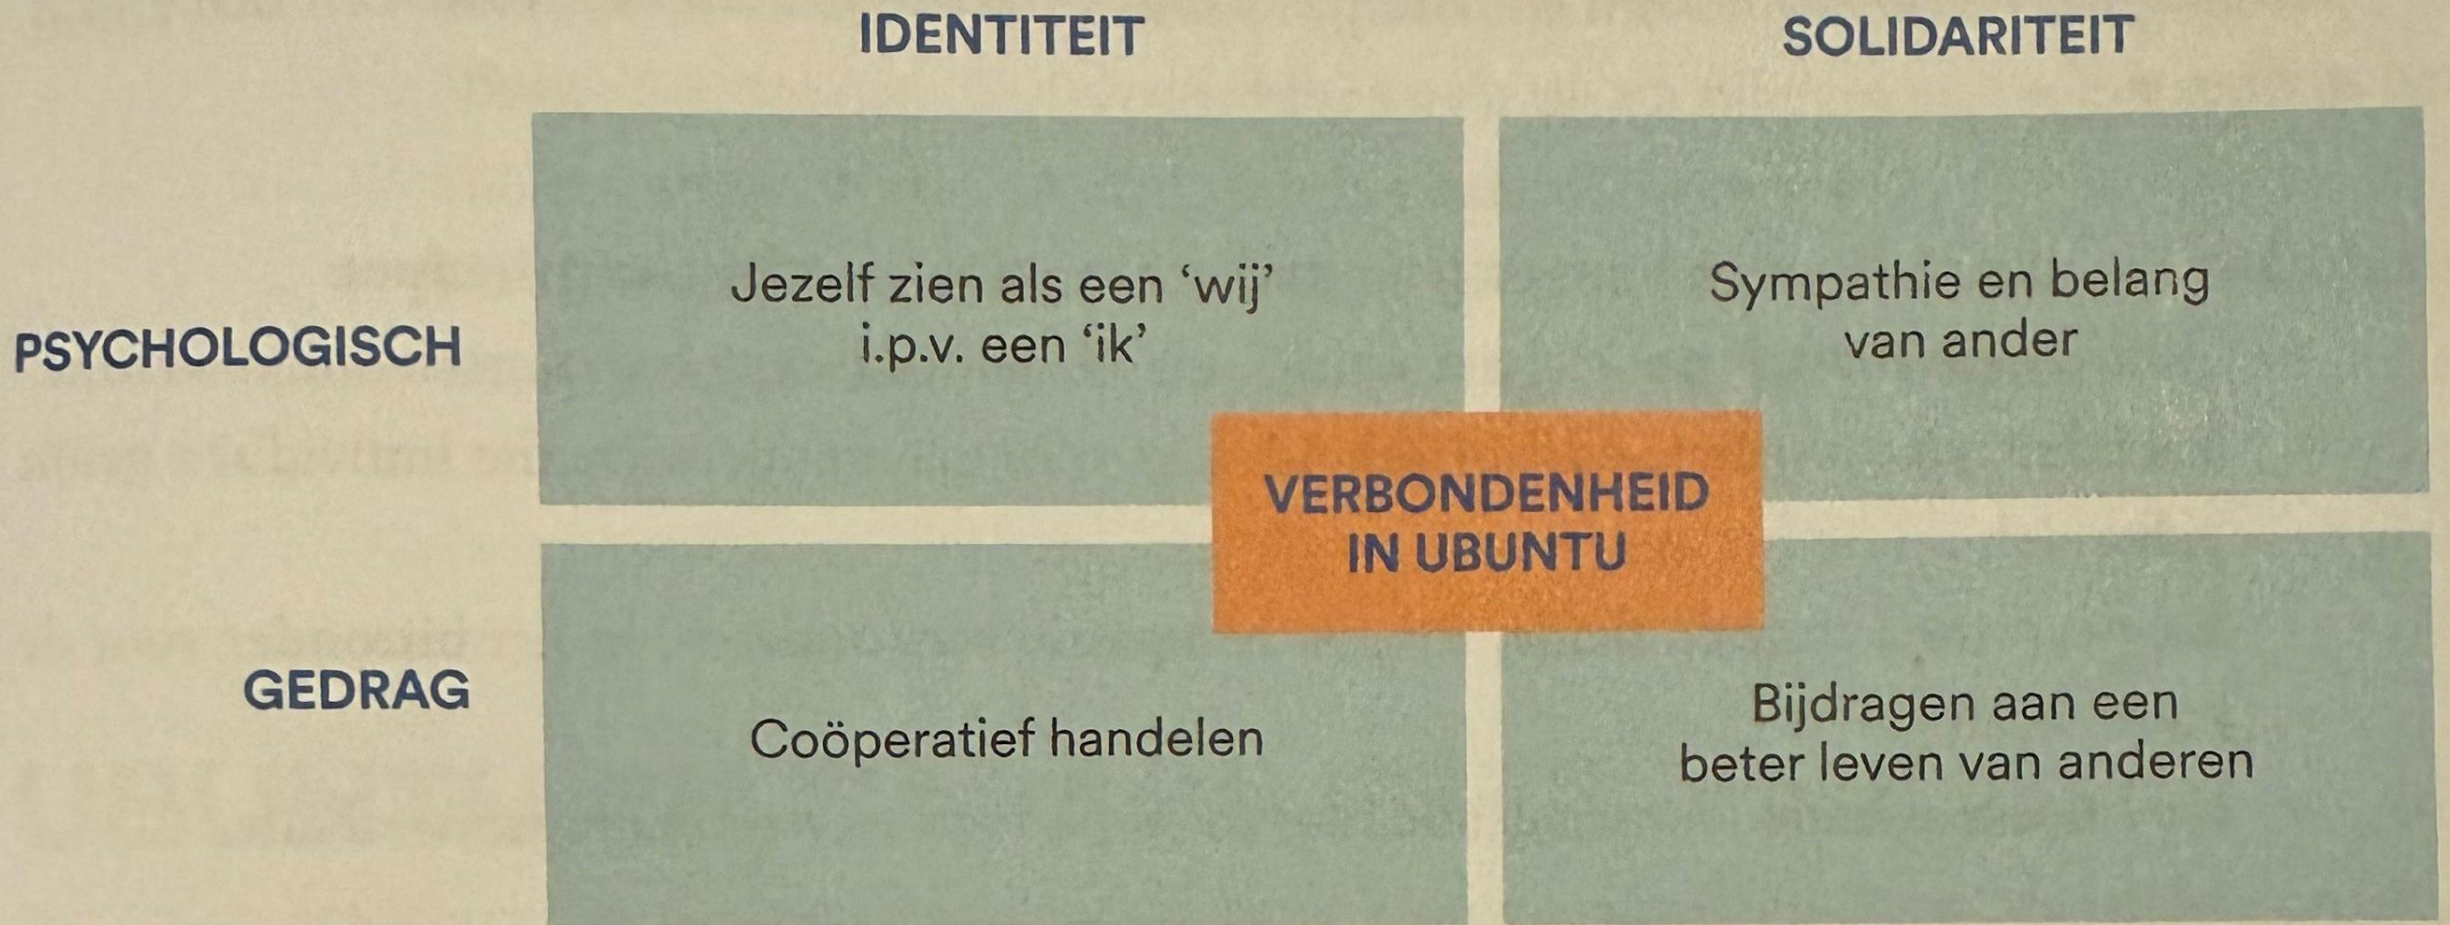 IDENTITEIT
SOLIDARITEIT
PSYCHOLOGISCH
Jezelf zien als een ‘wij’
i.p.v. een ‘ik’
Sympathie en belang
van ander
VERBONDENHEID
IN UBUNTU
GEDRAG
Coöperatief handelen
Bijdragen aan een
beter leven van anderen